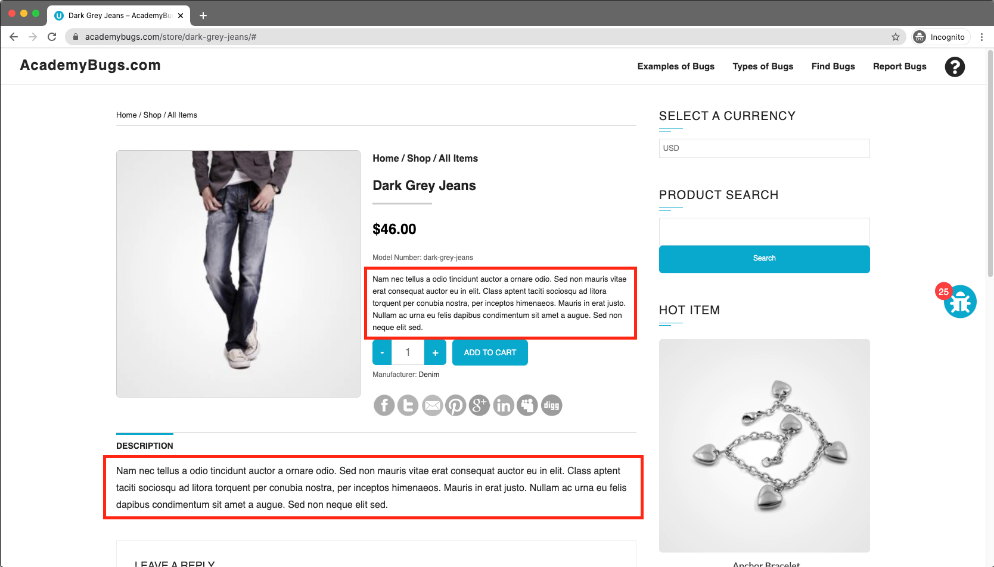 Dark Grey Jeans – AcademyBu
academybugs.com/store/dark-grey-jeans/#
Incognito
AcademyBugs.com
Examples of Bugs
Types of Bugs
Find Bugs
Report Bugs
?
Home / Shop / All Items
Home / Shop / All Items
Dark Grey Jeans
$46.00
Model Number: dark-grey-jeans
Nam nec tellus a odio tincidunt auctor a ornare odio. Sed non mauris vitae
erat consequat auctor eu in elit. Class aptent taciti sociosqu ad litora
torquent per conubia nostra, per inceptos himenaeos. Mauris in erat justo.
Nullam ac urna eu felis dapibus condimentum sit amet a augue. Sed non
neque elit sed.
- 1 + ADD TO CART
Manufacturer: Denim
digg
DESCRIPTION
Nam nec tellus a odio tincidunt auctor a ornare odio. Sed non mauris vitae erat consequat auctor eu in elit. Class aptent
taciti sociosqu ad litora torquent per conubia nostra, per inceptos himenaeos. Mauris in erat justo. Nullam ac urna eu felis
dapibus condimentum sit amet a augue. Sed non neque elit sed.
LEAVE A REPLY
SELECT A CURRENCY
USD
PRODUCT SEARCH
Search
25
HOT ITEM
Anchor Bracelet